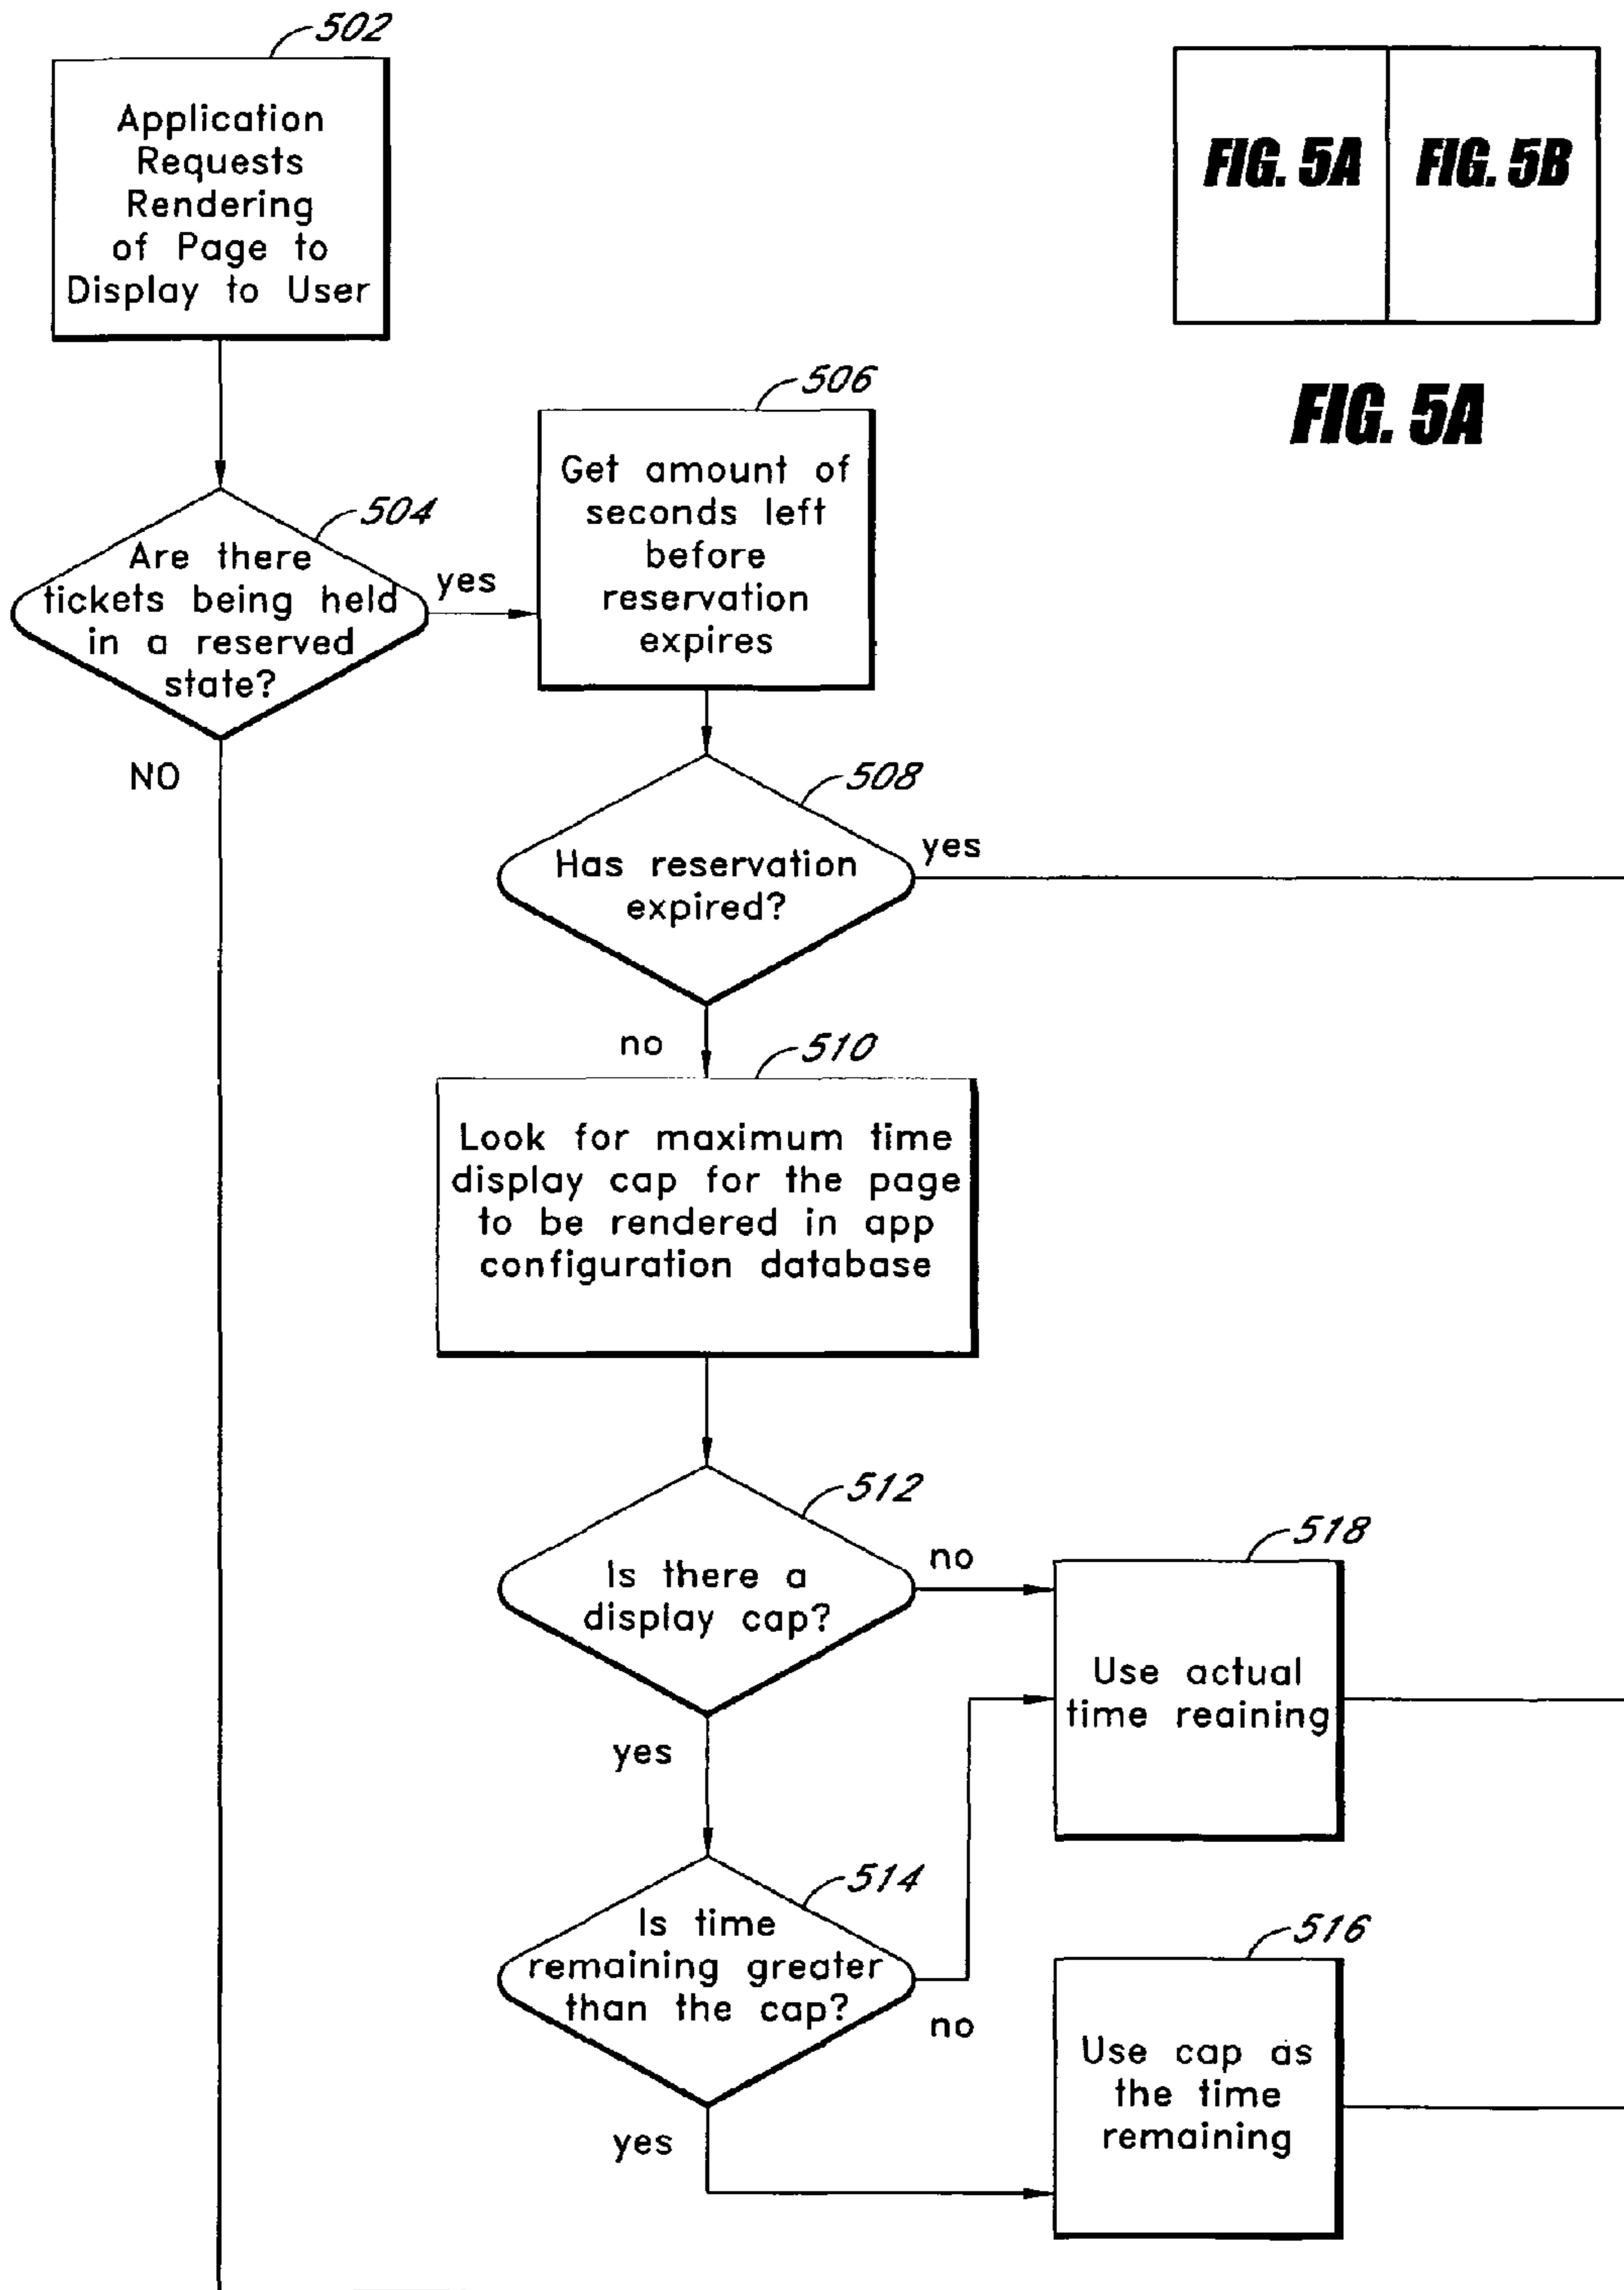 502
Application
Requests
Rendering
of Page to
Display to User
FIG. 5A
FIG. 5B
FIG. 5A
504
Are there
tickets being held
in a reserved
state?
yes
NO
506
Get amount of
seconds left
before
reservation
expires
508
Has reservation
expired?
yes
no
510
Look for maximum time
display cap for the page
to be rendered in app
configuration database
512
Is there a
display cap?
no
yes
518
Use actual
time reaining
514
Is time
remaining greater
than the cap?
no
yes
516
Use cap as
the time
remaining